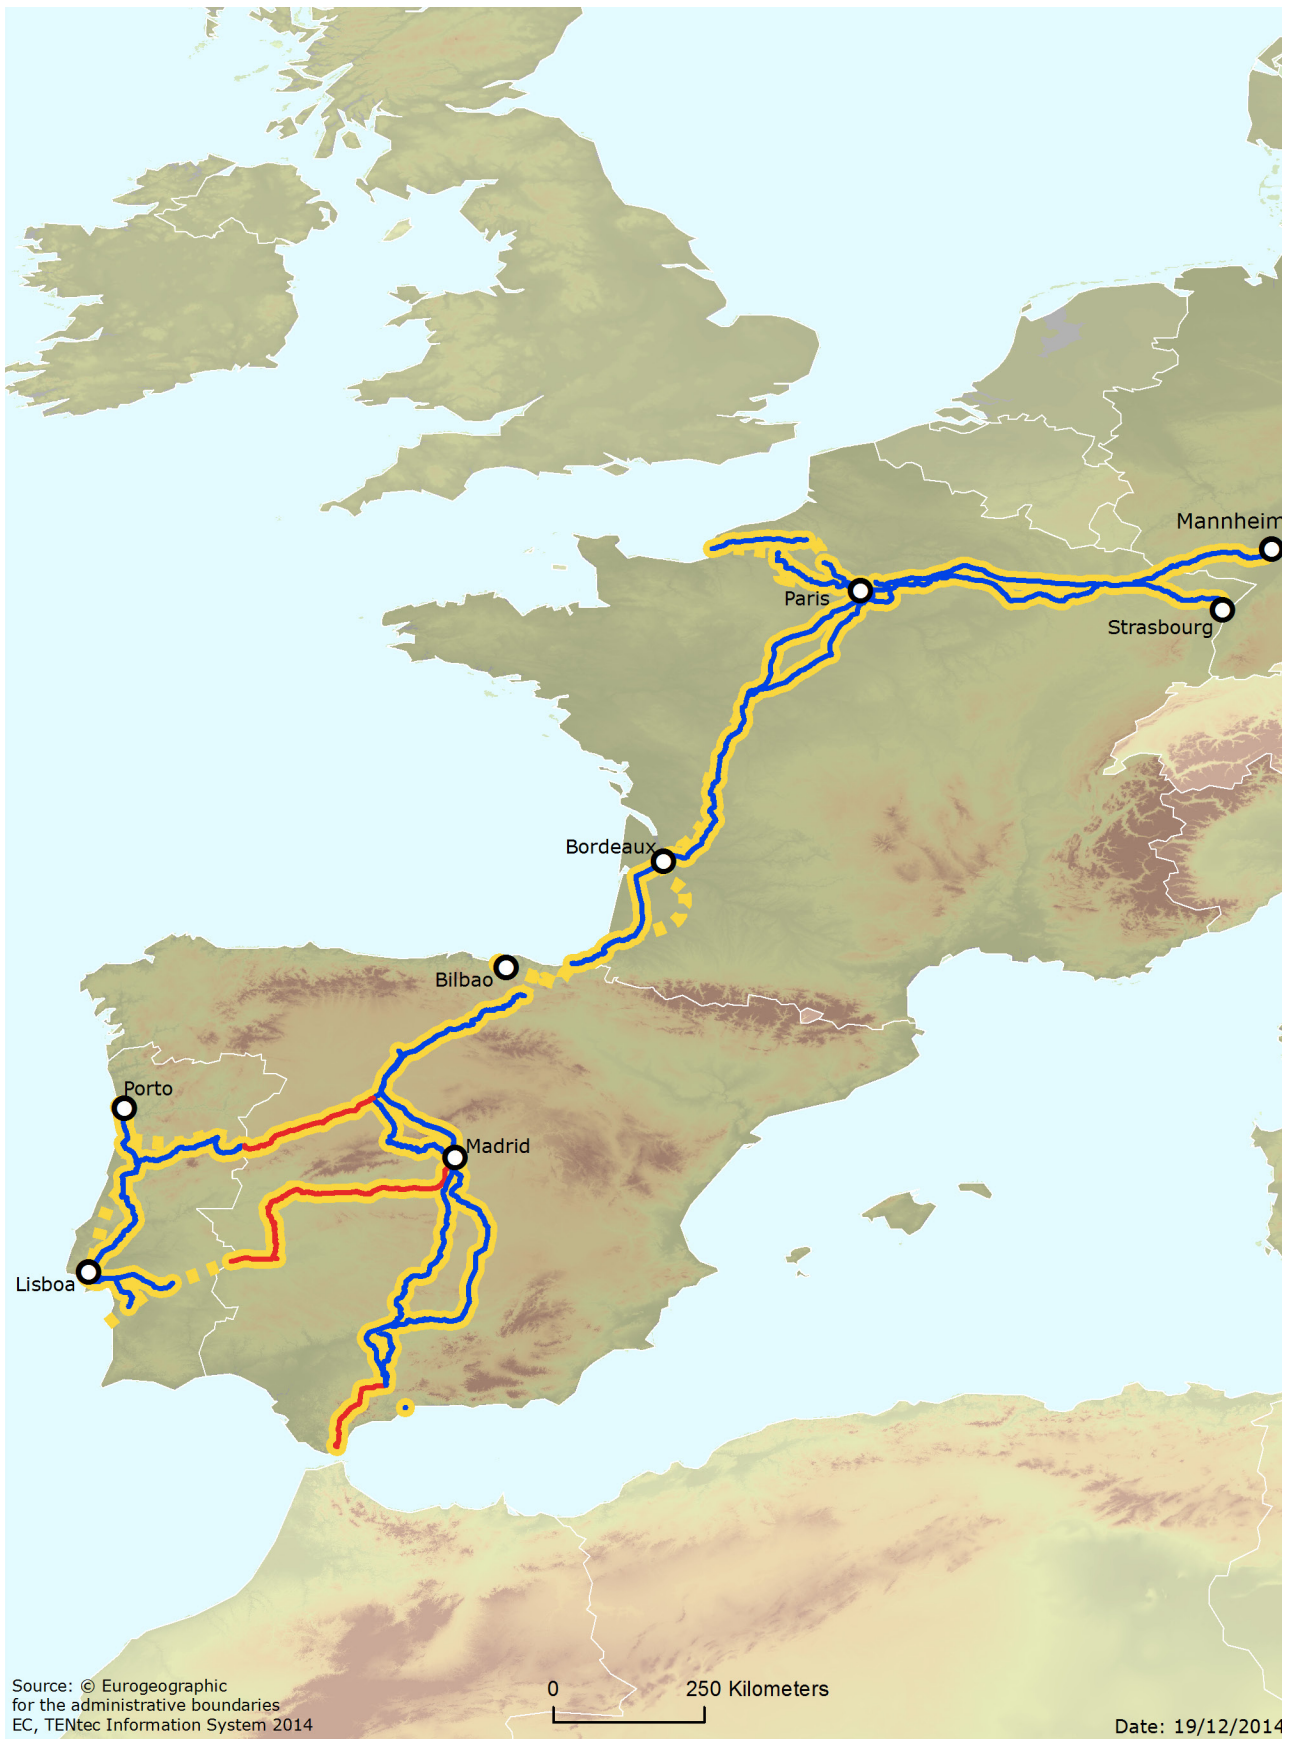 Mannheim
Paris
Strasbourg
Bordeaux
Bilbao
Porto
Madrid
Lisboa
Source: © Eurogeographic
for the administrative boundaries
EC, TENtec Information System 2014
0 250 Kilometers
Date: 19/12/2014